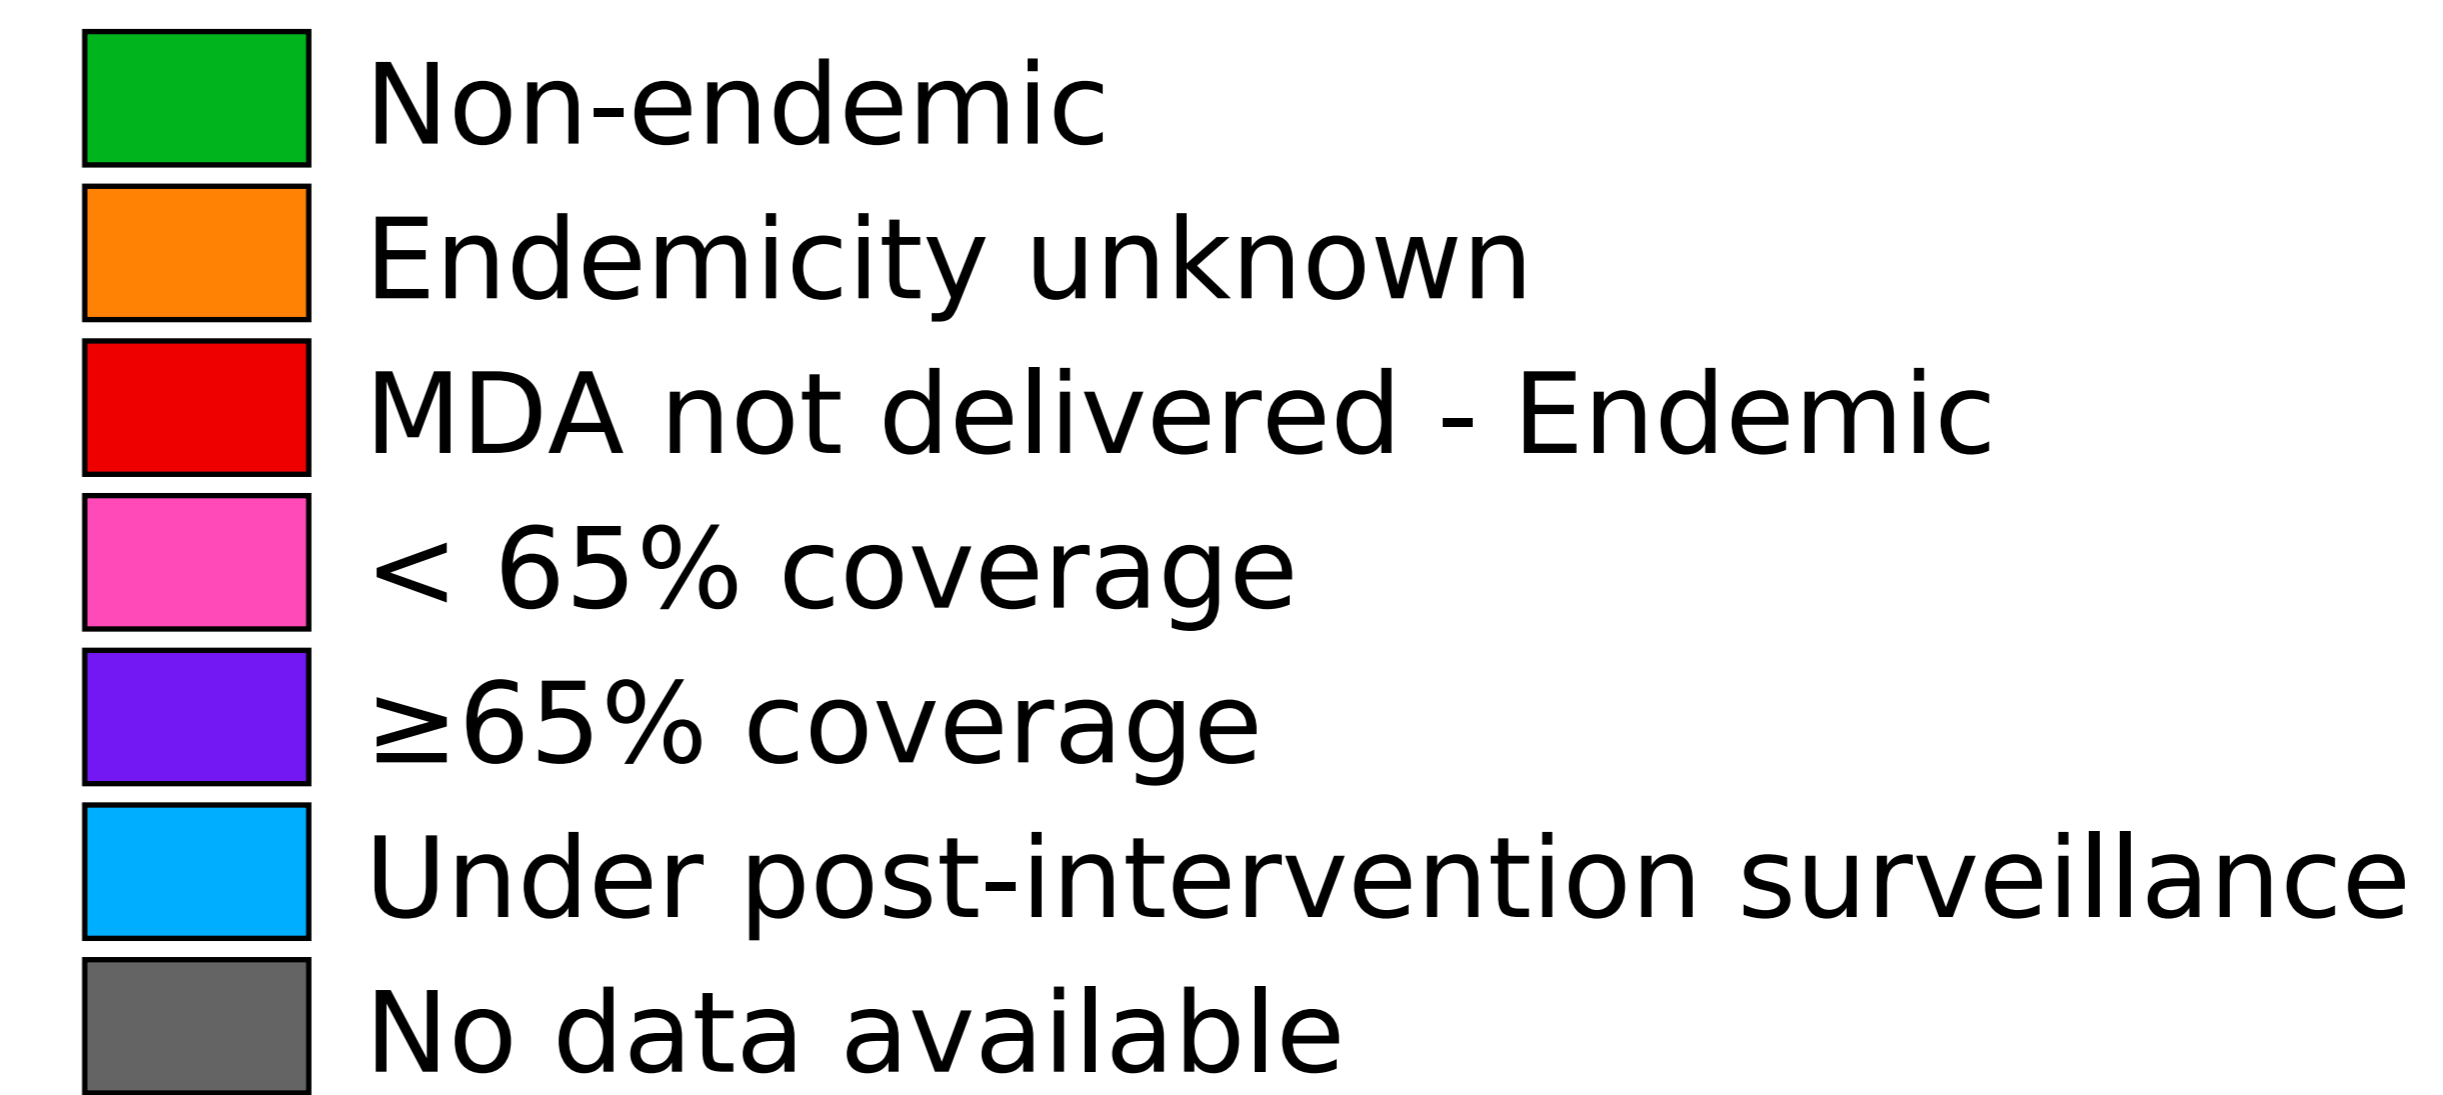 Non-endemic
Endemicity unknown
MDA not delivered - Endemic
< 65% coverage
≥65% coverage
Under post-intervention surveillance
No data available